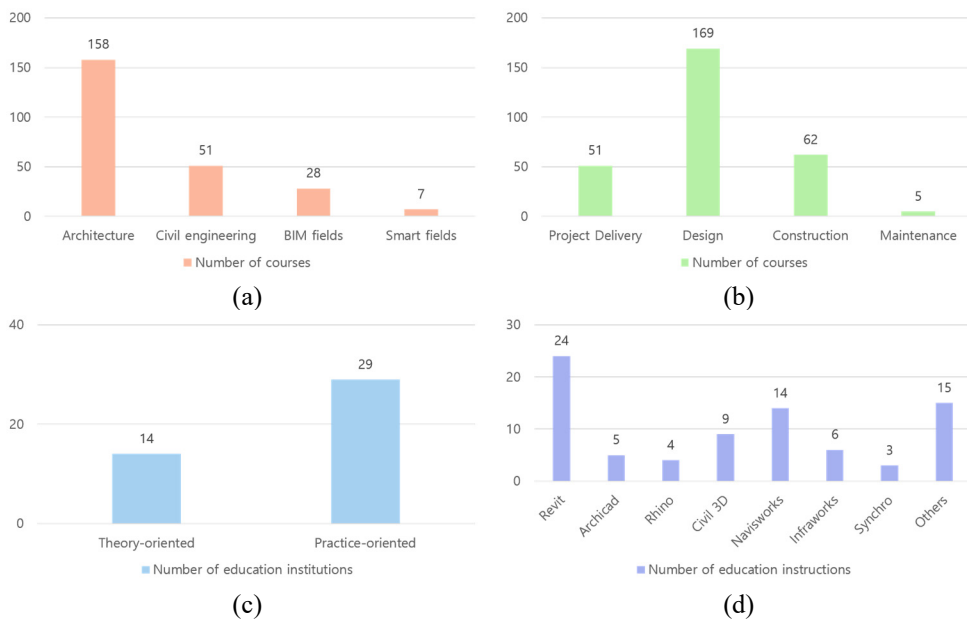 200
150
100
50
0
158
51
28
7
Architecture
Civil engineering
BIM fields
Smart fields
Number of courses
(a)
200
150
100
50
0
51
169
62
5
Project Delivery
Design
Construction
Maintenance
Number of courses
(b)
40
20
0
14
29
Theory-oriented
Practice-oriented
Number of education institutions
(c)
30
20
10
0
24
5
4
9
14
6
3
15
Revit
Archicad
Rhino
Civil 3D
Navisworks
Infraworks
Synchro
Others
Number of education instructions
(d)